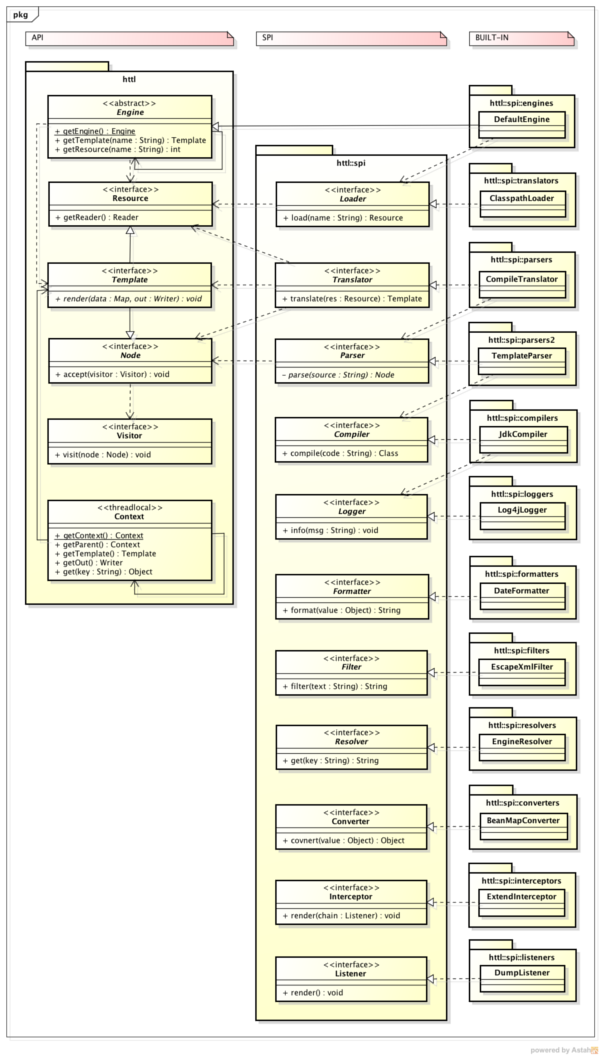 pkg
API
SPI
BUILT-IN
httl
<<abstract>>
Engine
+ getEngine() : Engine
+ getTemplate(name : String) : Template
+ getResource(name : String) : int
<<interface>>
Resource
+ getReader() : Reader
<<interface>>
Template
+ render(data : Map, out : Writer) : void
<<interface>>
Node
+ accept(visitor : Visitor) : void
<<interface>>
Visitor
+ visit(node : Node) : void
<<threadlocal>>
Context
+ getContext() : Context
+ getParent() : Context
+ getTemplate() : Template
+ getOut() : Writer
+ get(key : String) : Object
httl::spi
<<interface>>
Loader
+ load(name : String) : Resource
<<interface>>
Translator
+ translate(res : Resource) : Template
<<interface>>
Parser
- parse(source : String) : Node
<<interface>>
Compiler
+ compile(code : String) : Class
<<interface>>
Logger
+ info(msg : String) : void
<<interface>>
Formatter
+ format(value : Object) : String
<<interface>>
Filter
+ filter(text : String) : String
<<interface>>
Resolver
+ get(key : String) : String
<<interface>>
Converter
+ covnert(value : Object) : Object
<<interface>>
Interceptor
+ render(chain : Listener) : void
<<interface>>
Listener
+ render() : void
httl::spi::engines
DefaultEngine
httl::spi::translators
ClasspathLoader
httl::spi::parsers
CompileTranslator
httl::spi::parsers2
TemplateParser
httl::spi::compilers
JdkCompiler
httl::spi::loggers
Log4jLogger
httl::spi::formatters
DateFormatter
httl::spi::filters
EscapeXmlFilter
httl::spi::resolvers
EngineResolver
httl::spi::converters
BeanMapConverter
httl::spi::interceptors
ExtendInterceptor
httl::spi::listeners
DumpListener
powered by Astah